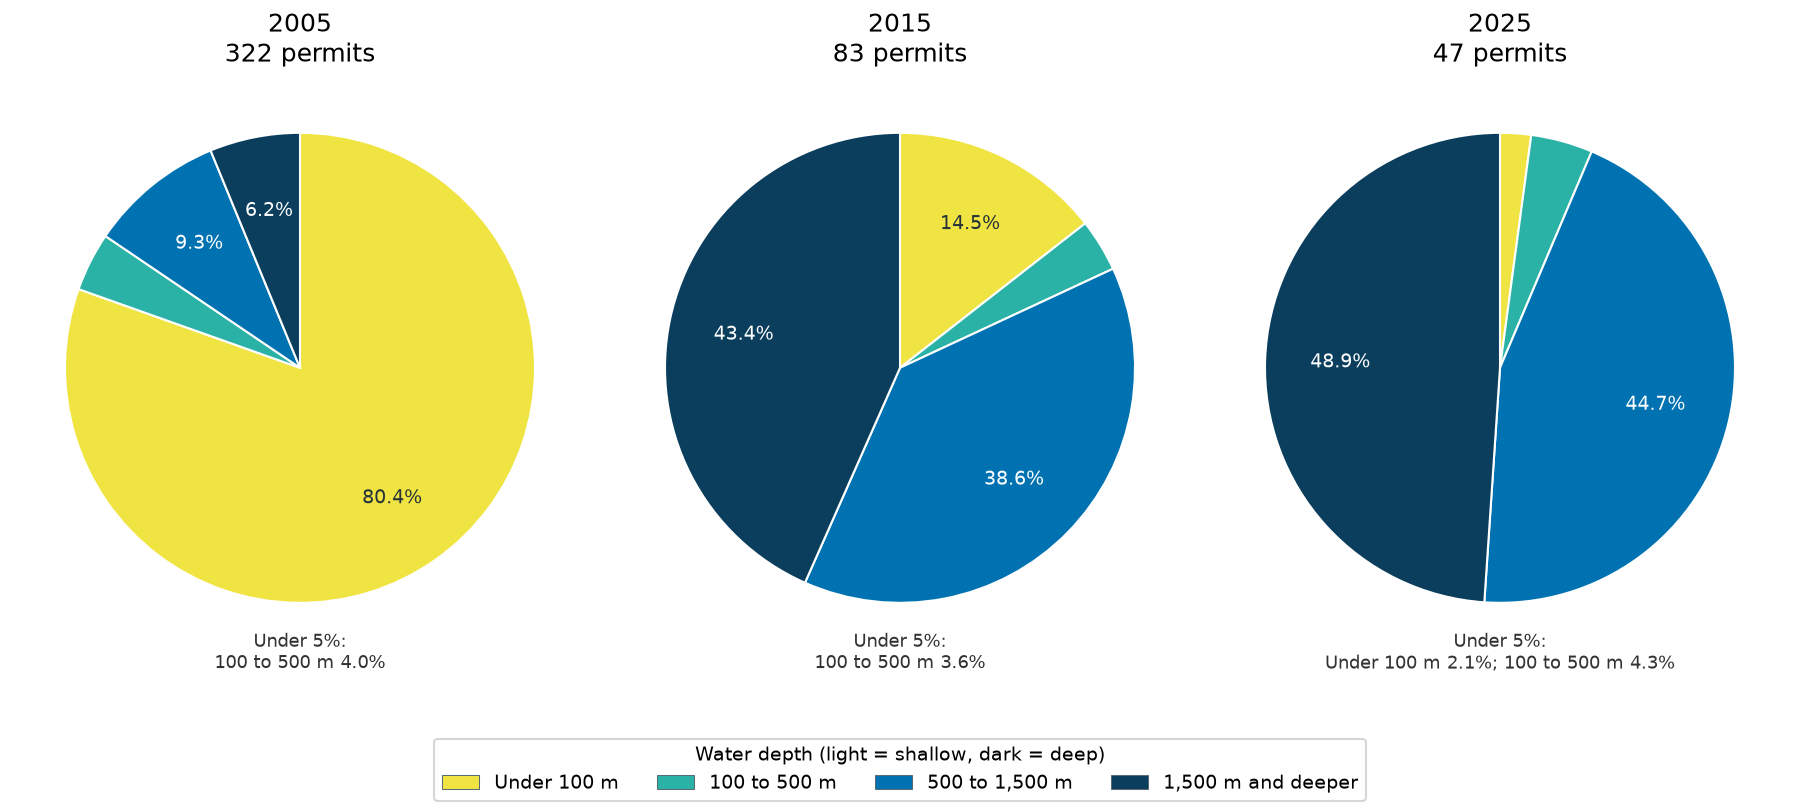 2005
322 permits
6.2%
9.3%
80.4%
Under 5%:
100 to 500 m 4.0%
2015
83 permits
14.5%
43.4%
38.6%
Under 5%:
100 to 500 m 3.6%
2025
47 permits
48.9%
44.7%
Under 5%:
Under 100 m 2.1%; 100 to 500 m 4.3%
Water depth (light = shallow, dark = deep)
Under 100 m
100 to 500 m
500 to 1,500 m
1,500 m and deeper